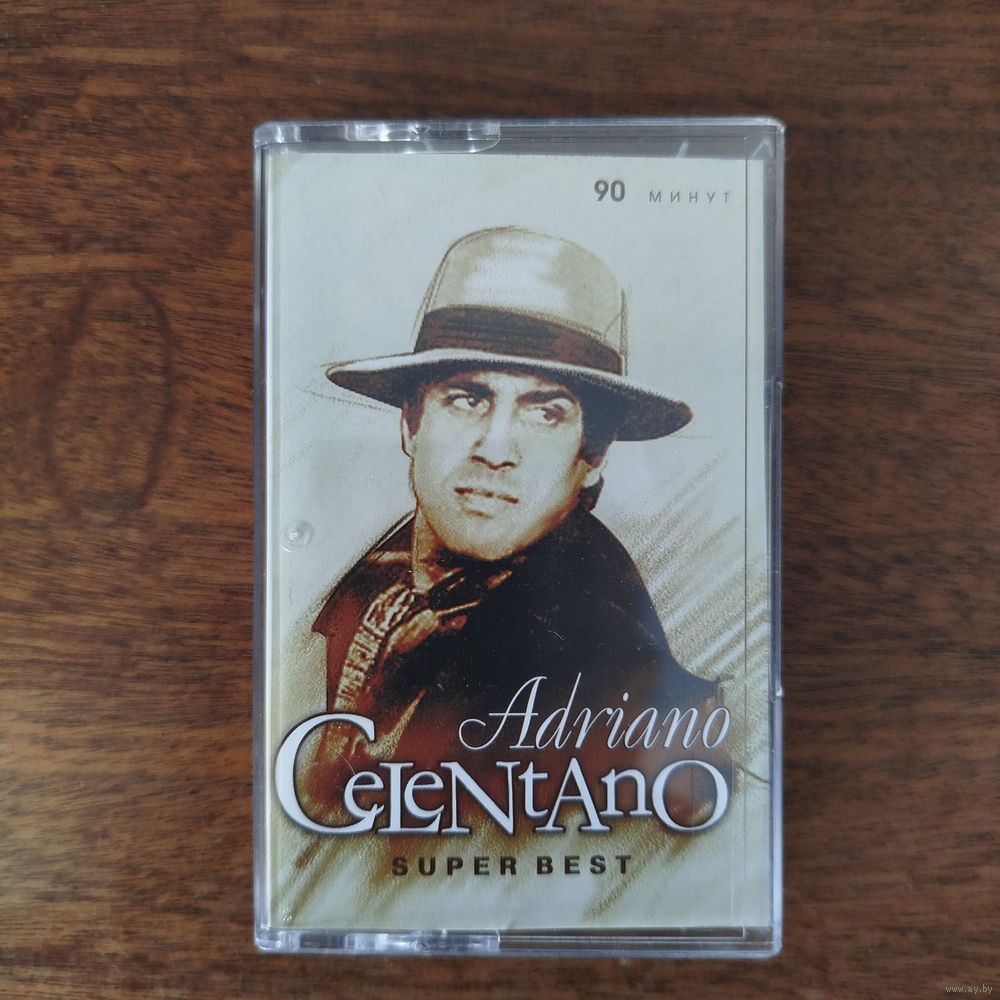 90 МИНУТ
Adriano
CELENTANO
SUPER BEST
www.ay.by